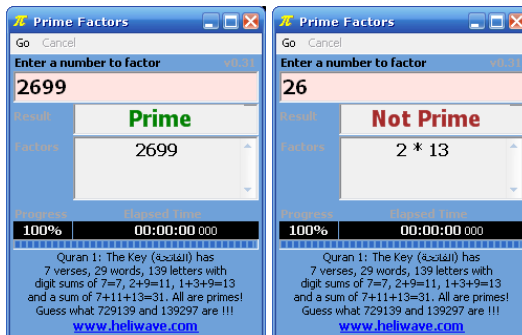 Prime Factors
Go Cancel
Enter a number to factor v0.31
2699
Result Prime
Factors 2699
Progress Elapsed Time
100% 00:00:00 000
Quran 1: The Key (الفاتحة) has
7 verses, 29 words, 139 letters with
digit sums of 7=7, 2+9=11, 1+3+9=13
and a sum of 7+11+13=31. All are primes!
Guess what 729139 and 139297 are !!!
www.heliwave.com
Prime Factors
Go Cancel
Enter a number to factor v0.31
26
Result Not Prime
Factors 2 * 13
Progress Elapsed Time
100% 00:00:00 000
Quran 1: The Key (الفاتحة) has
7 verses, 29 words, 139 letters with
digit sums of 7=7, 2+9=11, 1+3+9=13
and a sum of 7+11+13=31. All are primes!
Guess what 729139 and 139297 are !!!
www.heliwave.com